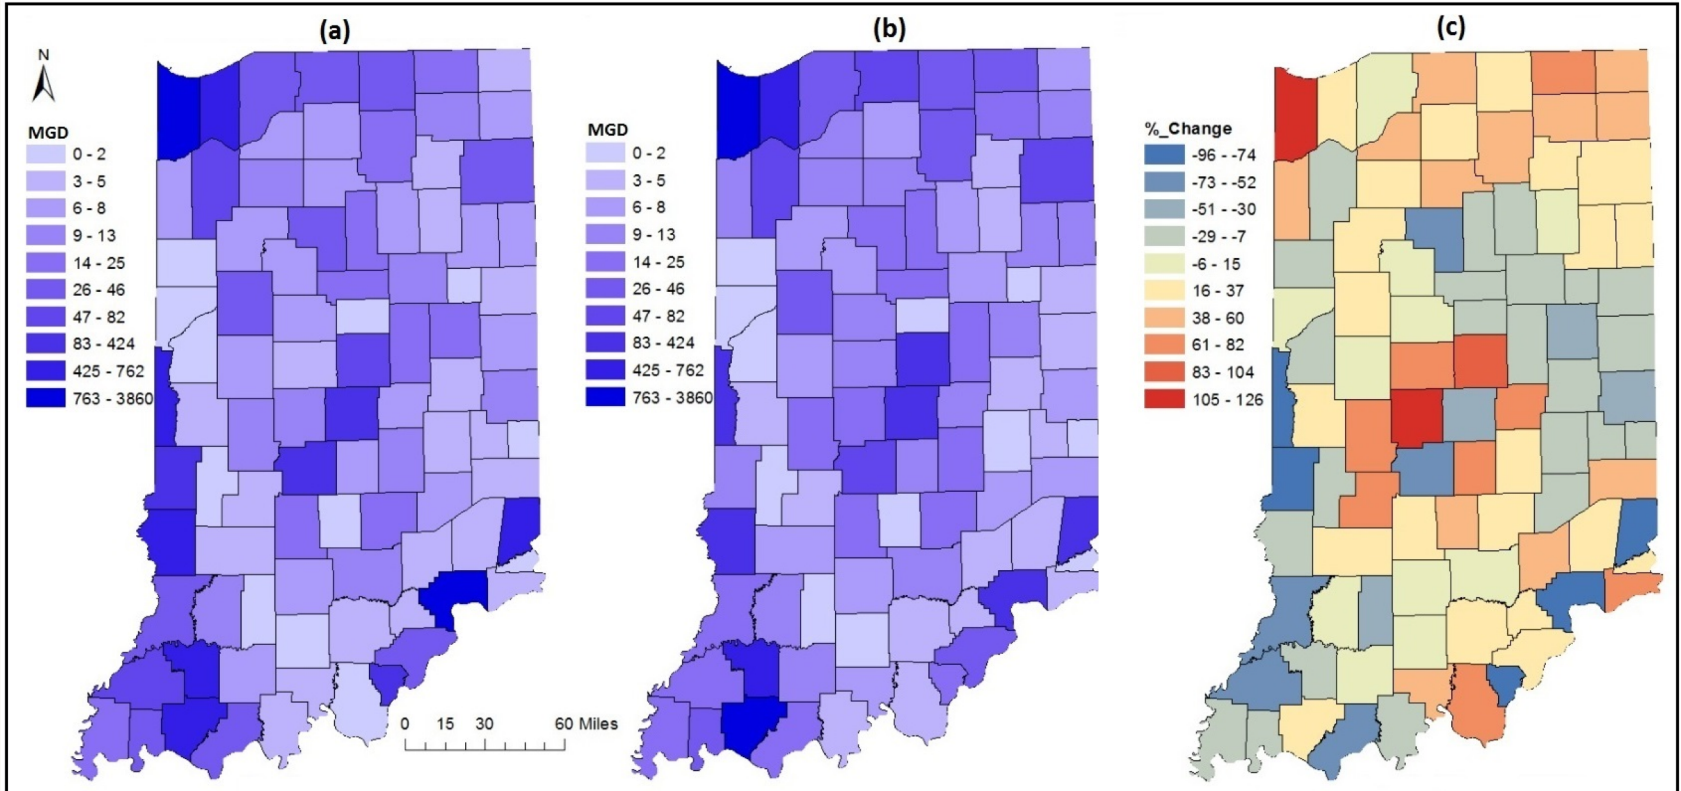 (a)
(b)
(c)
N
MGD
0 - 2
3 - 5
6 - 8
9 - 13
14 - 25
26 - 46
47 - 82
83 - 424
425 - 762
763 - 3860
0 15 30 60 Miles
MGD
0 - 2
3 - 5
6 - 8
9 - 13
14 - 25
26 - 46
47 - 82
83 - 424
425 - 762
763 - 3860
%_Change
-96 - -74
-73 - -52
-51 - -30
-29 - -7
-6 - 15
16 - 37
38 - 60
61 - 82
83 - 104
105 - 126